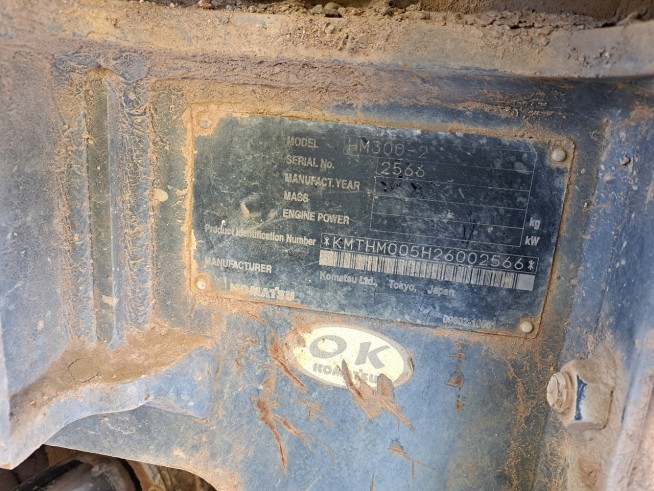 MODEL HM300-2
SERIAL No. 2566
MANUFACT. YEAR
MASS kg
ENGINE POWER kW
Product Identification Number *KMTHM005H26002566*
MANUFACTURER Komatsu Ltd., Tokyo, Japan
KOMATSU
OK
KOMATSU